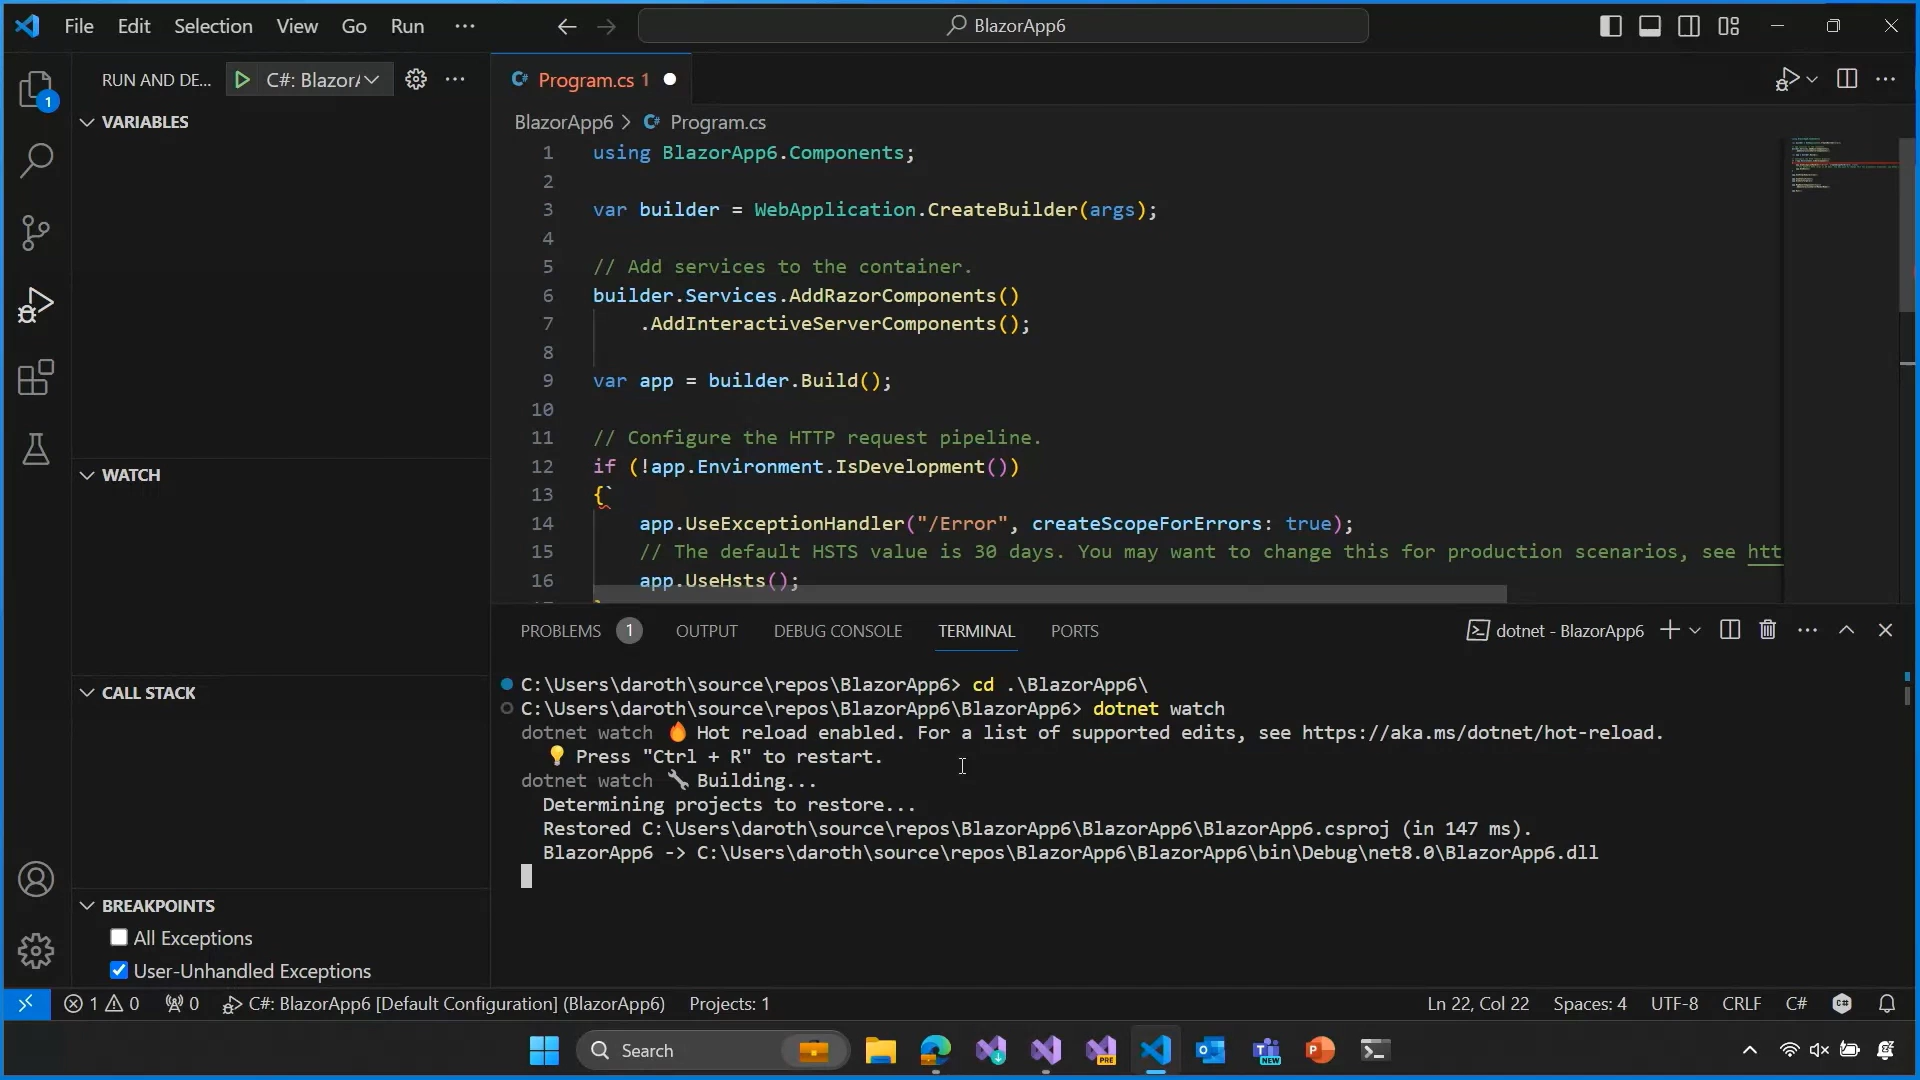 File Edit Selection View Go Run ···
BlazorApp6
1
RUN AND DE... C#: BlazorA ···
VARIABLES
WATCH
CALL STACK
BREAKPOINTS
All Exceptions
User-Unhandled Exceptions
C# Program.cs 1
BlazorApp6 > C# Program.cs
1 using BlazorApp6.Components;
2
3 var builder = WebApplication.CreateBuilder(args);
4
5 // Add services to the container.
6 builder.Services.AddRazorComponents()
7 .AddInteractiveServerComponents();
8
9 var app = builder.Build();
10
11 // Configure the HTTP request pipeline.
12 if (!app.Environment.IsDevelopment())
13 {`
14 app.UseExceptionHandler("/Error", createScopeForErrors: true);
15 // The default HSTS value is 30 days. You may want to change this for production scenarios, see htt
16 app.UseHsts();
PROBLEMS 1 OUTPUT DEBUG CONSOLE TERMINAL PORTS dotnet - BlazorApp6
C:\Users\daroth\source\repos\BlazorApp6> cd .\BlazorApp6\
C:\Users\daroth\source\repos\BlazorApp6\BlazorApp6> dotnet watch
dotnet watch 🔥 Hot reload enabled. For a list of supported edits, see https://aka.ms/dotnet/hot-reload.
💡 Press "Ctrl + R" to restart.
dotnet watch 🔧 Building...
Determining projects to restore...
Restored C:\Users\daroth\source\repos\BlazorApp6\BlazorApp6\BlazorApp6.csproj (in 147 ms).
BlazorApp6 -> C:\Users\daroth\source\repos\BlazorApp6\BlazorApp6\bin\Debug\net8.0\BlazorApp6.dll
1 0 0 C#: BlazorApp6 [Default Configuration] (BlazorApp6) Projects: 1 Ln 22, Col 22 Spaces: 4 UTF-8 CRLF C#
Search PRE NEW